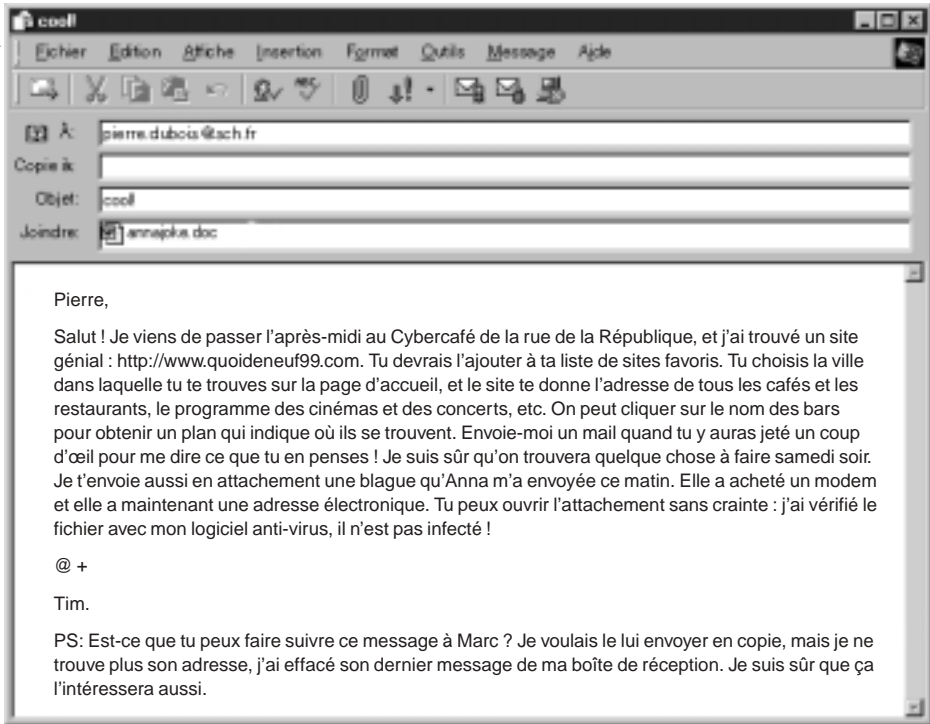 cool!
Fichier Edition Affiche Insertion Format Outils Message Aide
ABC
À: pierre.dubois@sch.fr
Copie à:
Objet: cool!
Joindre: annajoke.doc
Pierre,
Salut ! Je viens de passer l'après-midi au Cybercafé de la rue de la République, et j'ai trouvé un site
génial : http://www.quoideneuf99.com. Tu devrais l'ajouter à ta liste de sites favoris. Tu choisis la ville
dans laquelle tu te trouves sur la page d'accueil, et le site te donne l'adresse de tous les cafés et les
restaurants, le programme des cinémas et des concerts, etc. On peut cliquer sur le nom des bars
pour obtenir un plan qui indique où ils se trouvent. Envoie-moi un mail quand tu y auras jeté un coup
d'œil pour me dire ce que tu en penses ! Je suis sûr qu'on trouvera quelque chose à faire samedi soir.
Je t'envoie aussi en attachement une blague qu'Anna m'a envoyée ce matin. Elle a acheté un modem
et elle a maintenant une adresse électronique. Tu peux ouvrir l'attachement sans crainte : j'ai vérifié le
fichier avec mon logiciel anti-virus, il n'est pas infecté !
@ +
Tim.
PS: Est-ce que tu peux faire suivre ce message à Marc ? Je voulais le lui envoyer en copie, mais je ne
trouve plus son adresse, j'ai effacé son dernier message de ma boîte de réception. Je suis sûr que ça
l'intéressera aussi.